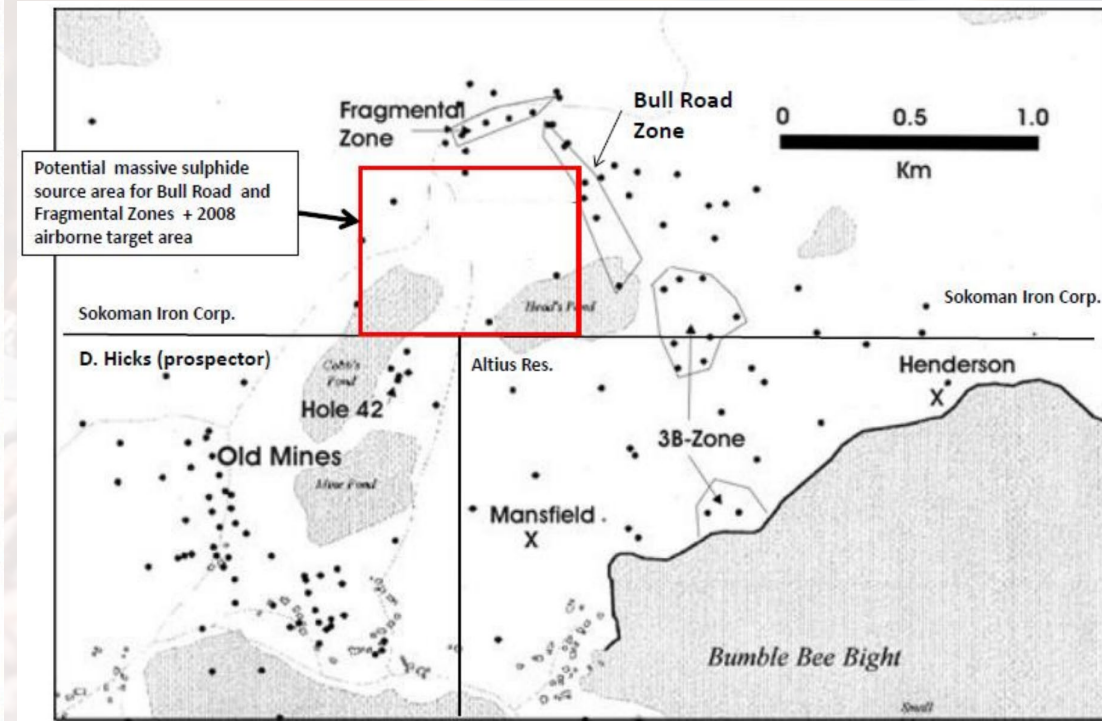 Fragmental
Zone
Bull Road
Zone
0 0.5 1.0
Km
Potential massive sulphide
source area for Bull Road and
Fragmental Zones + 2008
airborne target area
Head's Pond
Sokoman Iron Corp.
Sokoman Iron Corp.
D. Hicks (prospector)
Altius Res.
Cobb's
Pond
Henderson
X
Hole 42
3B-Zone
Old Mines
Mine Pond
Mansfield
X
Bumble Bee Bight
Small